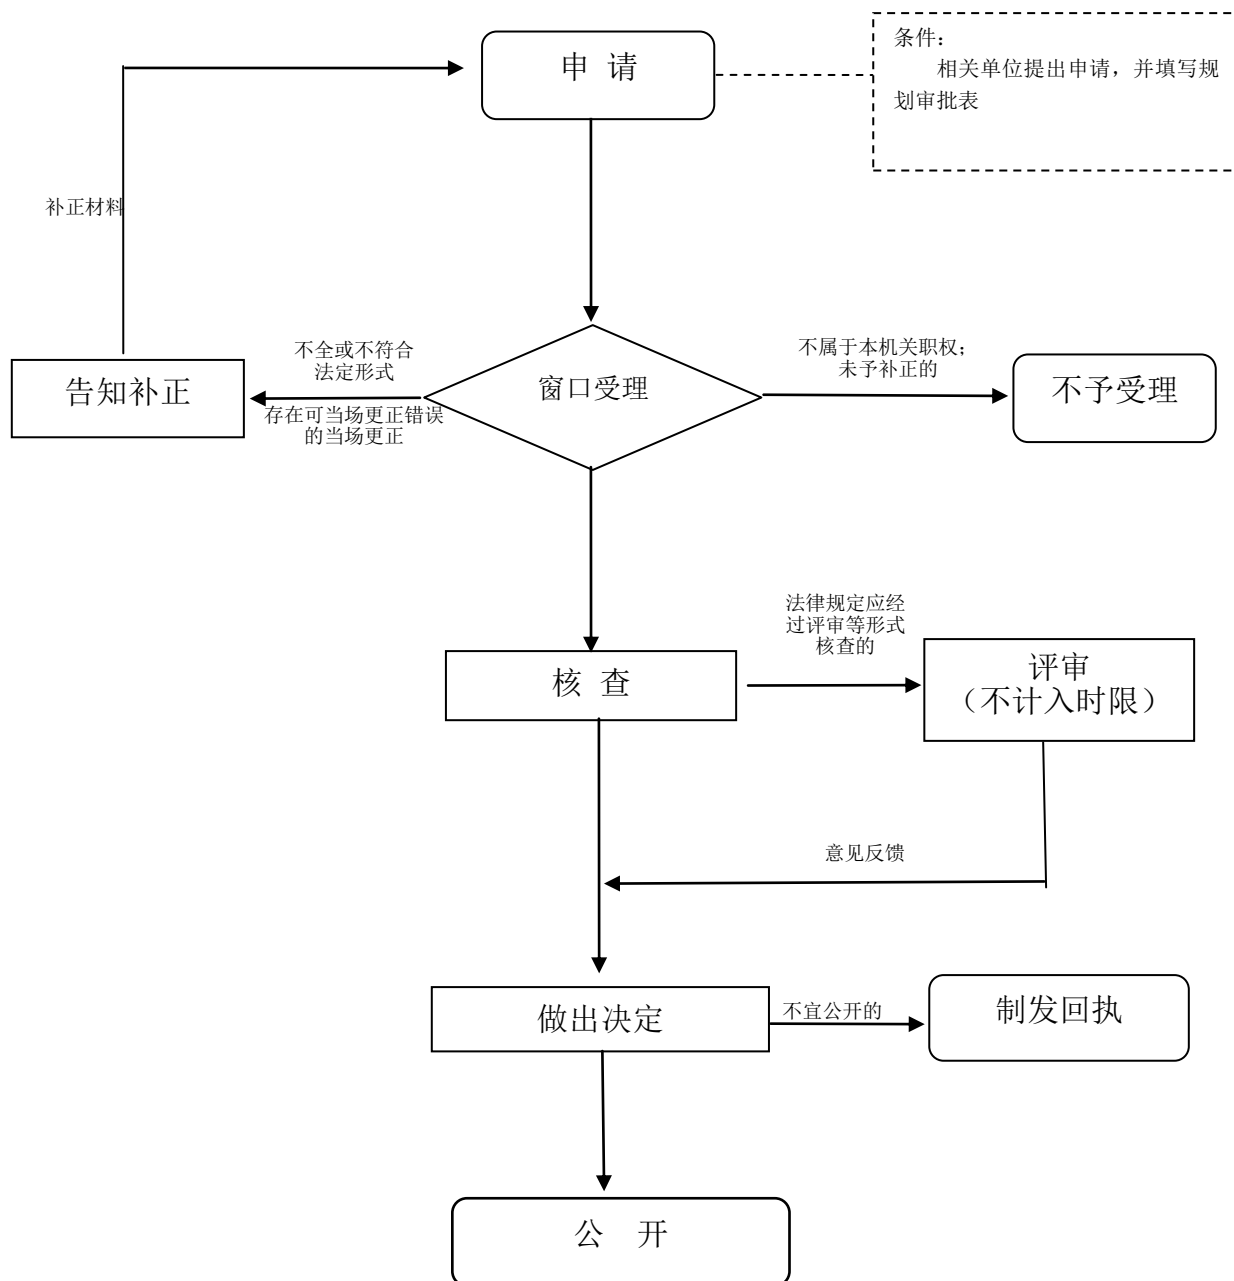 申 请
条件：
相关单位提出申请，并填写规
划审批表
补正材料
不全或不符合
法定形式
存在可当场更正错误
的当场更正
告知补正
窗口受理
不属于本机关职权；
未予补正的
不予受理
法律规定应经
过评审等形式
核查的
核 查
评审
（不计入时限）
意见反馈
做出决定
不宜公开的
制发回执
公 开